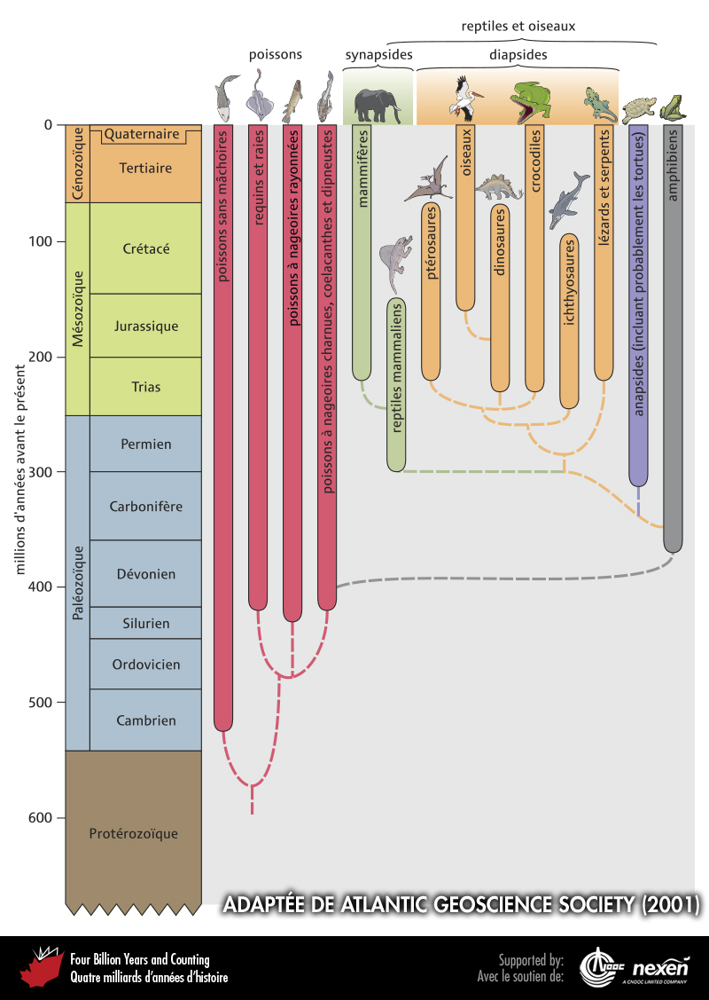 reptiles et oiseaux
poissons
synapsides
diapsides
0
100
200
300
400
500
600
millions d'années avant le présent
Cénozoïque
Quaternaire
Tertiaire
Mésozoïque
Crétacé
Jurassique
Trias
Paléozoïque
Permien
Carbonifère
Dévonien
Silurien
Ordovicien
Cambrien
Protérozoïque
poissons sans mâchoires
requins et raies
poissons à nageoires rayonnées
poissons à nageoires charnues, coelacanthes et dipneustes
mammifères
reptiles mammaliens
ptérosaures
oiseaux
dinosaures
crocodiles
ichthyosaures
lézards et serpents
anapsides (incluant probablement les tortues)
amphibiens
ADAPTÉE DE ATLANTIC GEOSCIENCE SOCIETY (2001)
Four Billion Years and Counting
Quatre milliards d'années d'histoire
Supported by:
Avec le soutien de:
CNOOC
nexen
A CNOOC LIMITED COMPANY